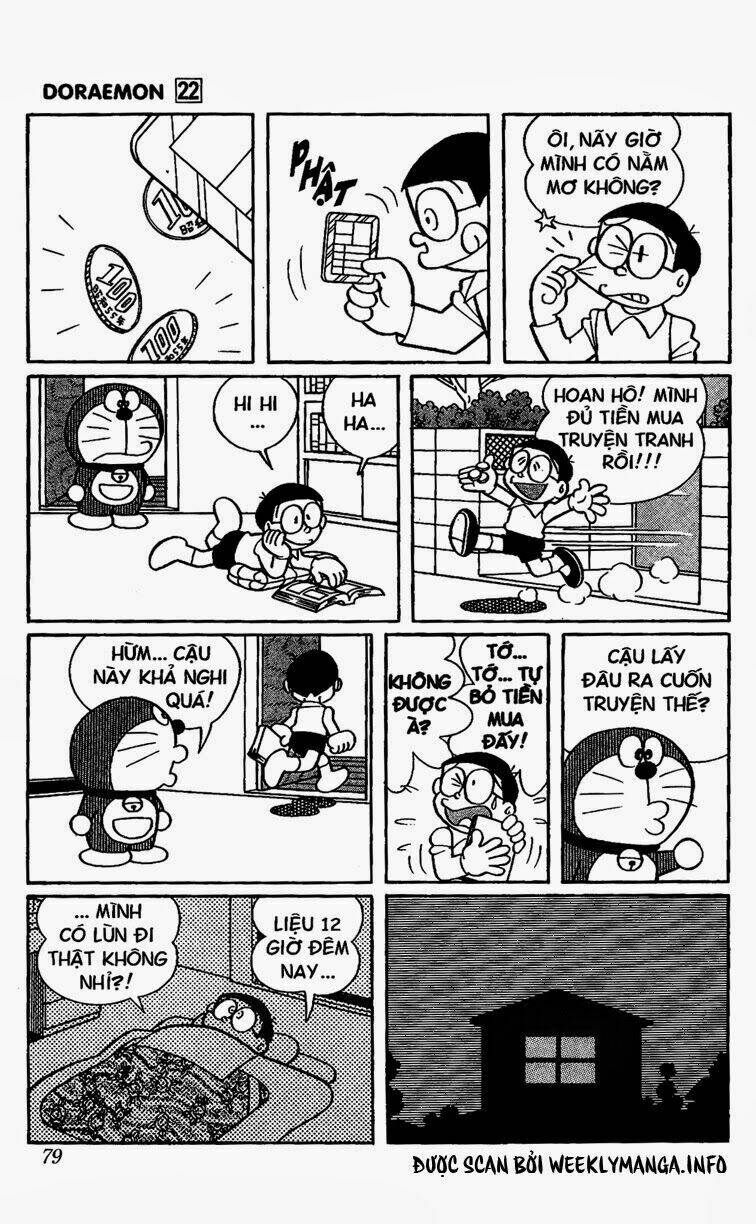 DORAEMON 22
ÔI, NÃY GIỜ
MÌNH CÓ NẰM
MƠ KHÔNG?
PHẬT
100
100
100
HOAN HÔ! MÌNH
ĐỦ TIỀN MUA
TRUYỆN TRANH
RỒI!!!
HA
HA...
HI HI
...
CẬU LẤY
ĐÂU RA CUỐN
TRUYỆN THẾ?
TỚ...
TỚ... TỰ
BỎ TIỀN
MUA
ĐẤY!
KHÔNG
ĐƯỢC
À?
HỪM... CẬU
NÀY KHẢ NGHI
QUÁ!
LIỆU 12
GIỜ ĐÊM
NAY...
... MÌNH
CÓ LÙN ĐI
THẬT KHÔNG
NHỈ?!
79
ĐƯỢC SCAN BỞI WEEKLYMANGA.INFO